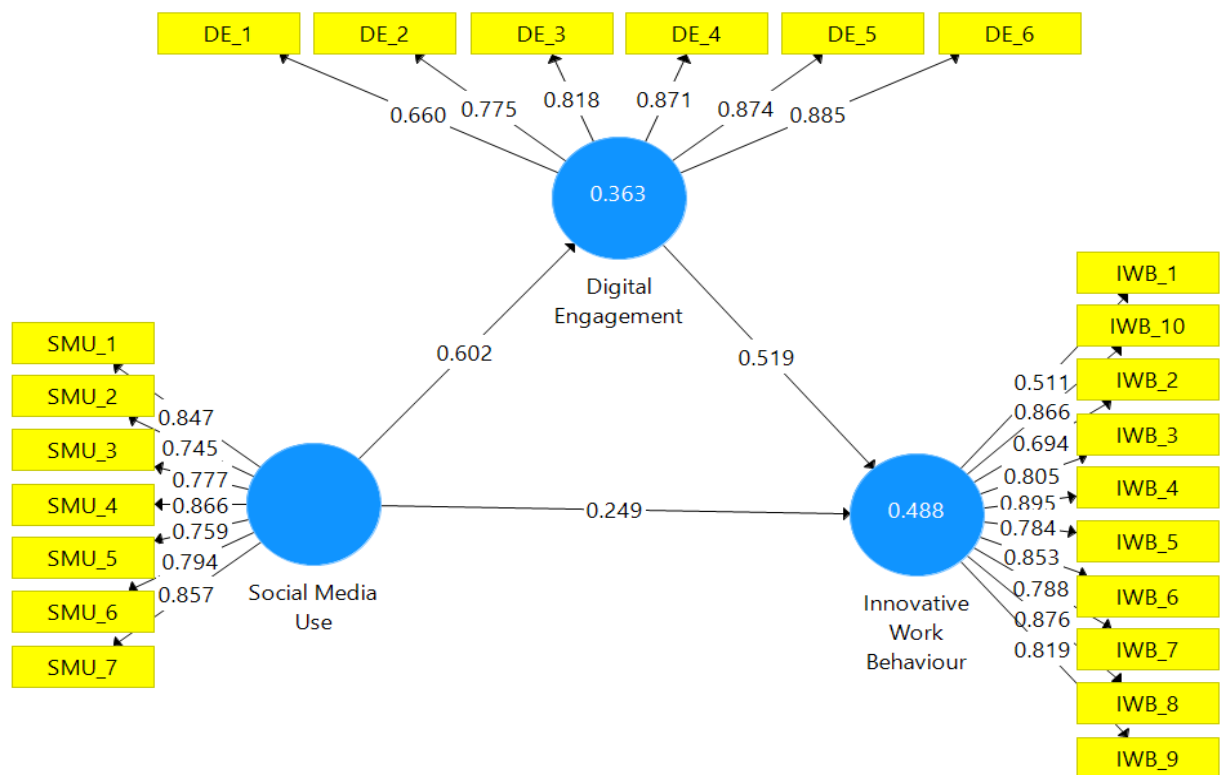 DE_1 DE_2 DE_3 DE_4 DE_5 DE_6
0.660 0.775 0.818 0.871 0.874 0.885
0.363
Digital
Engagement
0.602
0.519
SMU_1
SMU_2
SMU_3
SMU_4
SMU_5
SMU_6
SMU_7
0.847
0.745
0.777
0.866
0.759
0.794
0.857
Social Media
Use
0.249
0.488
Innovative
Work
Behaviour
0.511
0.866
0.694
0.805
0.895
0.784
0.853
0.788
0.876
0.819
IWB_1
IWB_10
IWB_2
IWB_3
IWB_4
IWB_5
IWB_6
IWB_7
IWB_8
IWB_9